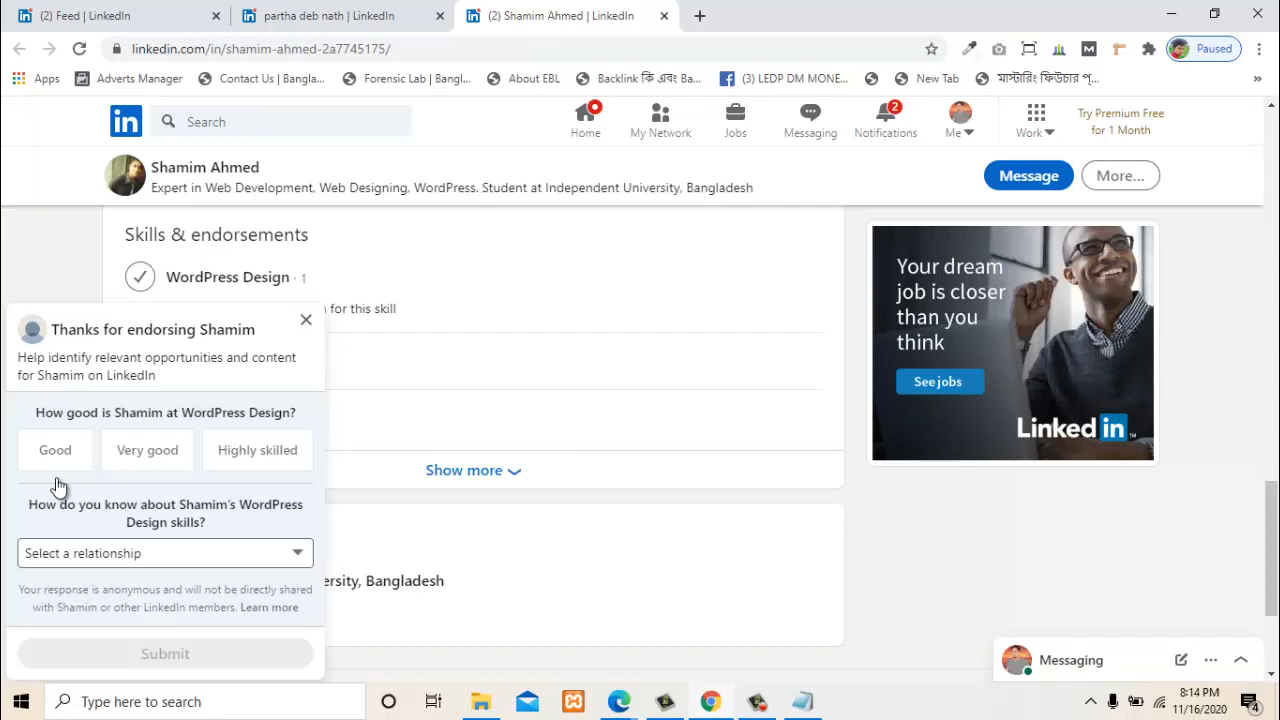 (2) Feed | LinkedIn
partha deb nath | LinkedIn
(2) Shamim Ahmed | LinkedIn
linkedin.com/in/shamim-ahmed-2a7745175/
Paused
Apps
Adverts Manager
Contact Us | Bangla...
Forensic Lab | Bangl...
About EBL
Backlink কি এবং Ba...
(3) LEDP DM MONE...
New Tab
মাস্টারিং ফিউচার প্...
in
Search
Home
My Network
Jobs
Messaging
2
Notifications
Me
Work
Try Premium Free
for 1 Month
Shamim Ahmed
Expert in Web Development, Web Designing, WordPress. Student at Independent University, Bangladesh
Message
More...
Skills & endorsements
WordPress Design · 1
n for this skill
Show more
ersity, Bangladesh
Thanks for endorsing Shamim
Help identify relevant opportunities and content
for Shamim on LinkedIn
How good is Shamim at WordPress Design?
Good
Very good
Highly skilled
How do you know about Shamim's WordPress
Design skills?
Select a relationship
Your response is anonymous and will not be directly shared
with Shamim or other LinkedIn members. Learn more
Submit
Your dream
job is closer
than you
think
See jobs
Linked in
Messaging
Type here to search
8:14 PM
11/16/2020
4